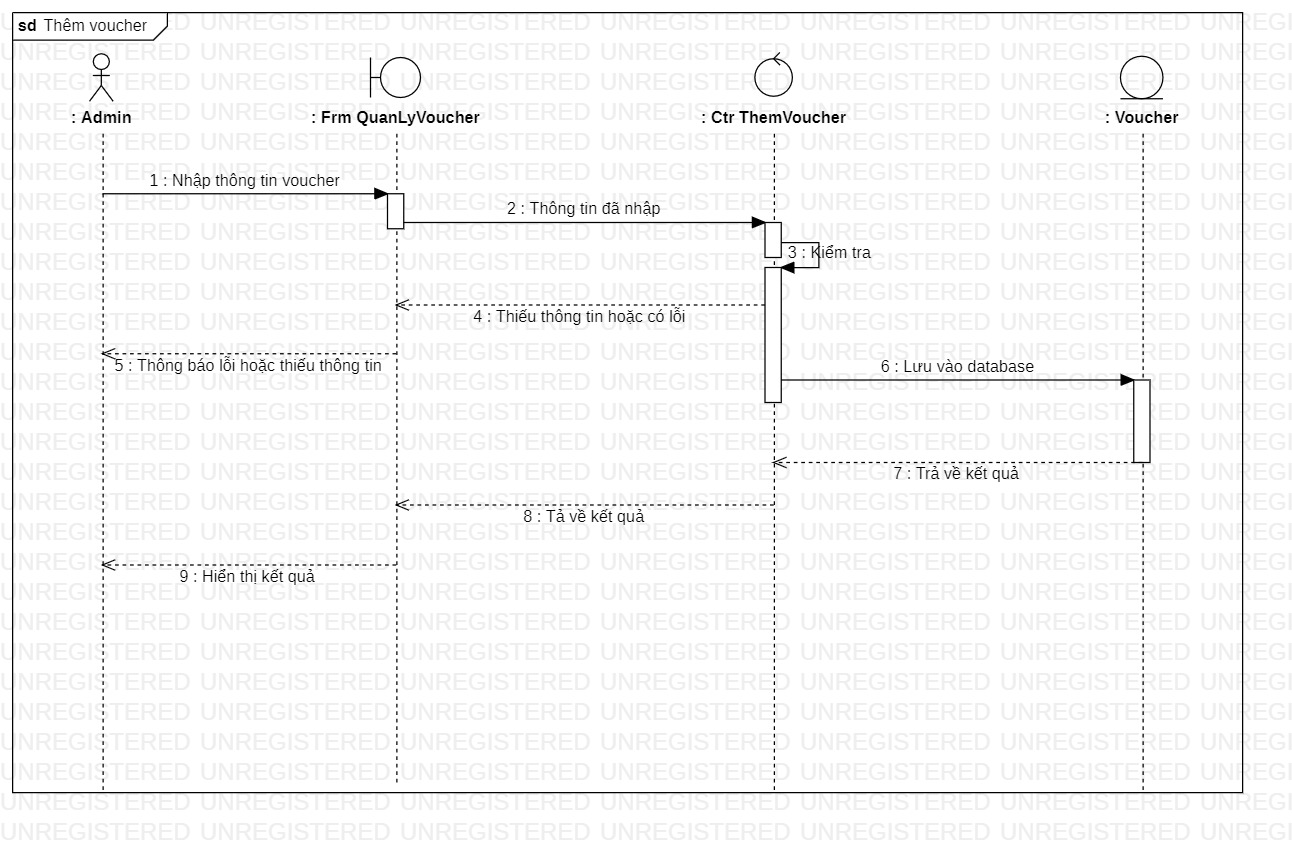 sd Thêm voucher
: Admin
: Frm QuanLyVoucher
: Ctr ThemVoucher
: Voucher
1 : Nhập thông tin voucher
2 : Thông tin đã nhập
3 : Kiểm tra
4 : Thiếu thông tin hoặc có lỗi
5 : Thông báo lỗi hoặc thiếu thông tin
6 : Lưu vào database
7 : Trả về kết quả
8 : Tả về kết quả
9 : Hiển thị kết quả
UNREGISTERED